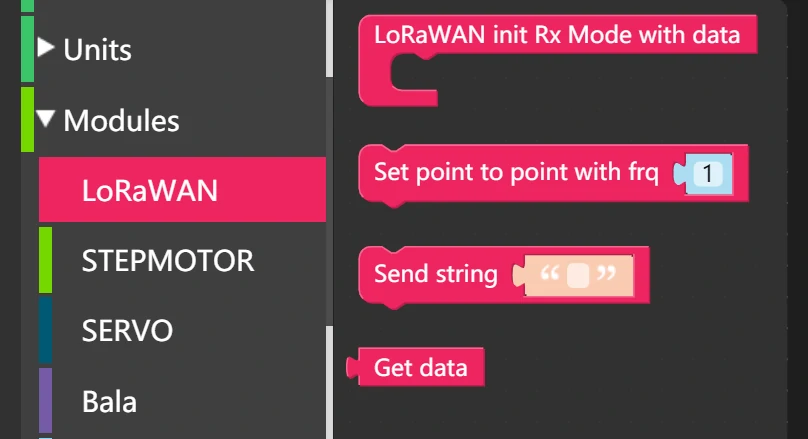 Units
Modules
LoRaWAN
STEPMOTOR
SERVO
Bala
LoRaWAN init Rx Mode with data
Set point to point with frq 1
Send string “ ”
Get data